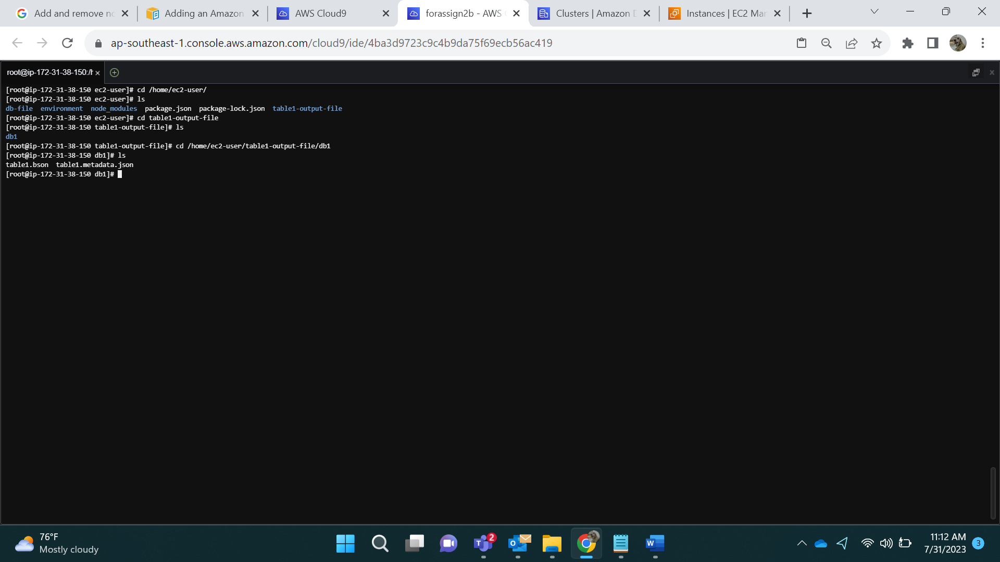 Add and remove no
Adding an Amazon
AWS Cloud9
forassign2b - AWS
Clusters | Amazon D
Instances | EC2 Mar
ap-southeast-1.console.aws.amazon.com/cloud9/ide/4ba3d9723c9c4b9da75f69ecb56ac419
root@ip-172-31-38-150:/h
[root@ip-172-31-38-150 ec2-user]# cd /home/ec2-user/
[root@ip-172-31-38-150 ec2-user]# ls
db-file environment node_modules package.json package-lock.json table1-output-file
[root@ip-172-31-38-150 ec2-user]# cd table1-output-file
[root@ip-172-31-38-150 table1-output-file]# ls
db1
[root@ip-172-31-38-150 table1-output-file]# cd /home/ec2-user/table1-output-file/db1
[root@ip-172-31-38-150 db1]# ls
table1.bson table1.metadata.json
[root@ip-172-31-38-150 db1]#
76°F
Mostly cloudy
2
11:12 AM
7/31/2023
3